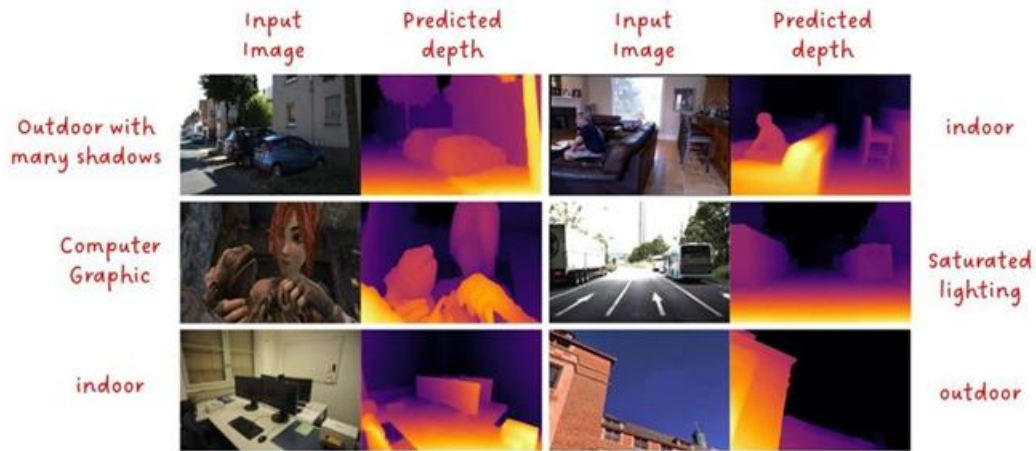 Input
Image
Predicted
depth
Input
Image
Predicted
depth
Outdoor with
many shadows
indoor
Computer
Graphic
Saturated
lighting
indoor
outdoor